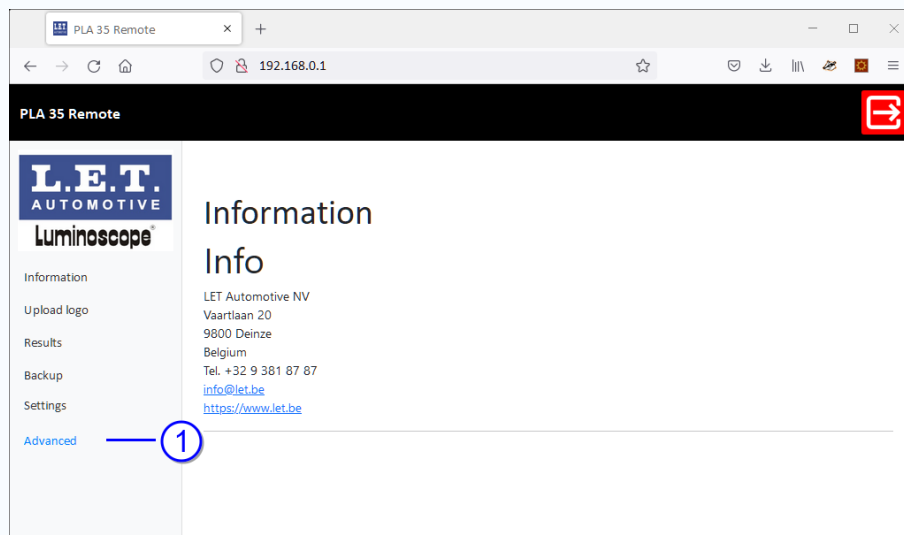 PLA 35 Remote
192.168.0.1
PLA 35 Remote
L.E.T.
AUTOMOTIVE
Luminoscope®
Information
Upload logo
Results
Backup
Settings
Advanced
1
Information
Info
LET Automotive NV
Vaartlaan 20
9800 Deinze
Belgium
Tel. +32 9 381 87 87
info@let.be
https://www.let.be